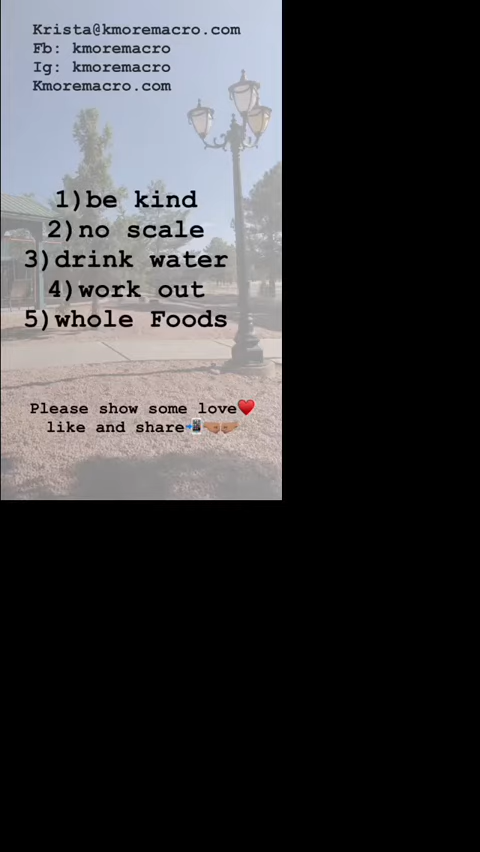 Krista@kmoremacro.com
Fb: kmoremacro
Ig: kmoremacro
Kmoremacro.com
1)be kind
2)no scale
3)drink water
4)work out
5)whole Foods
Please show some love❤️
like and share📲🤜🏾🤛🏾